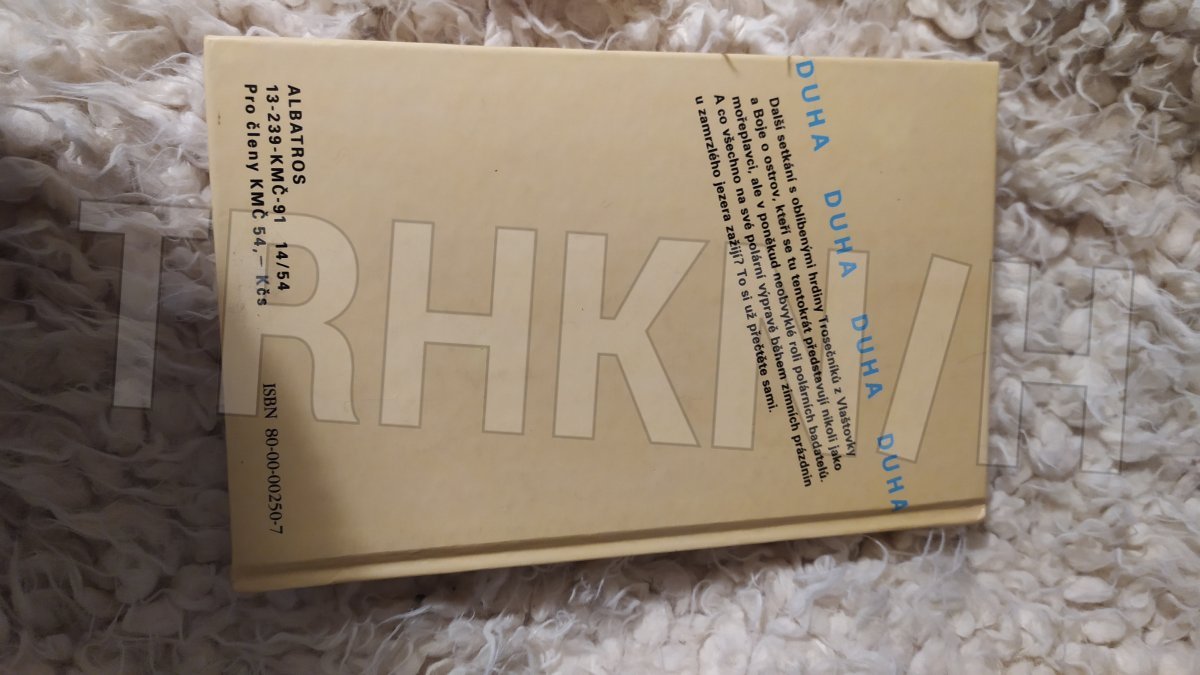 DUHA DUHA DUHA DUHA
Další setkání s oblíbenými hrdiny Trosečníků z Vlaštovky
a Boje o ostrov, kteří se tu tentokrát představují nikoli jako
mořeplavci, ale v poněkud neobvyklé roli polárních badatelů.
A co všechno na své polární výpravě během zimních prázdnin
u zamrzlého jezera zažijí? To si už přečtěte sami.
ALBATROS
13-239-KMČ-91 14/54
Pro členy KMČ 54,– Kčs
ISBN 80-00-00250-7